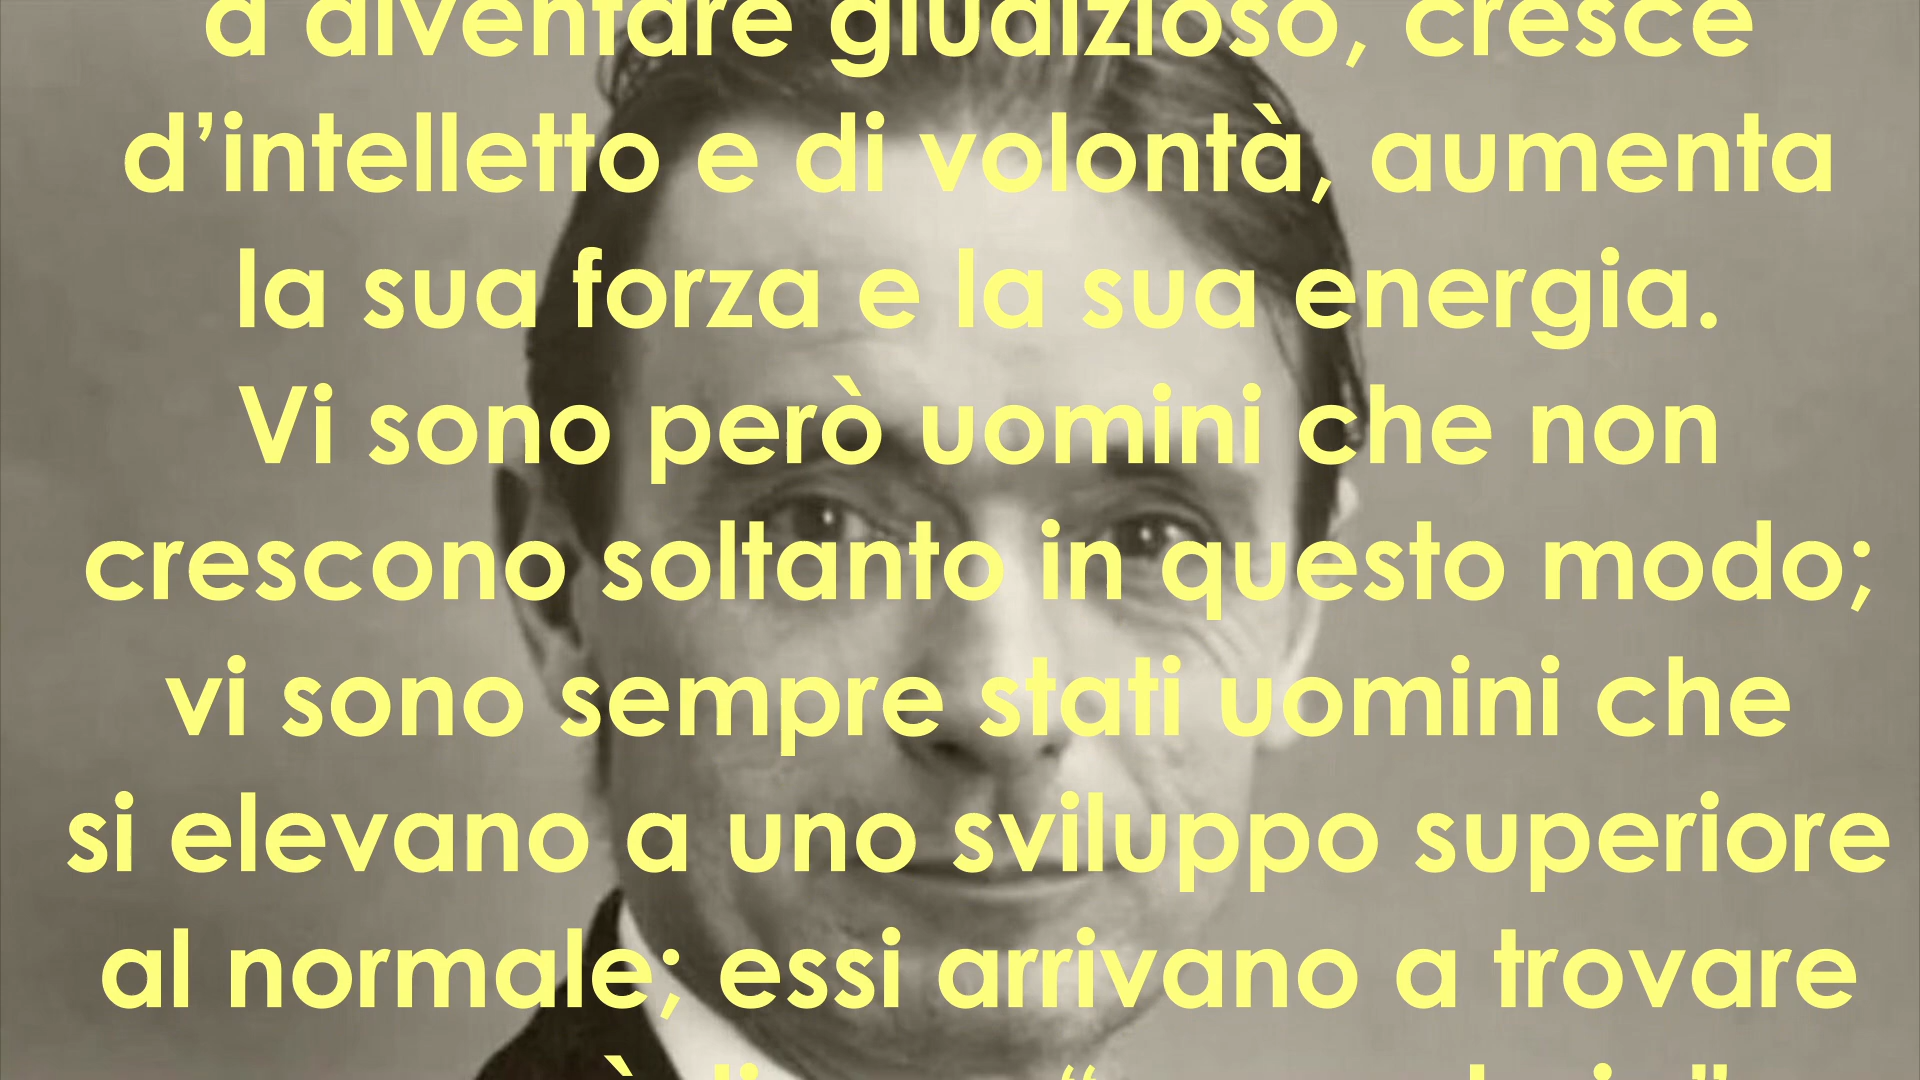 a diventare giudizioso, cresce
d’intelletto e di volontà, aumenta
la sua forza e la sua energia.
Vi sono però uomini che non
crescono soltanto in questo modo;
vi sono sempre stati uomini che
si elevano a uno sviluppo superiore
al normale; essi arrivano a trovare